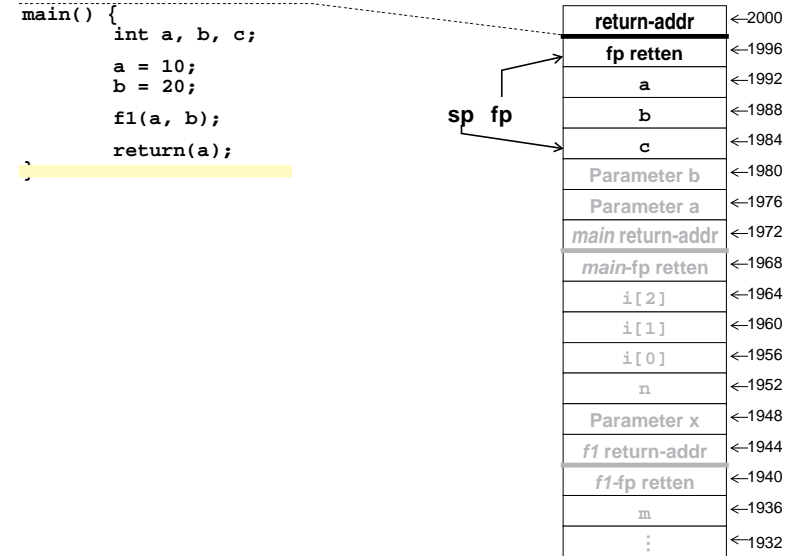 main() {
int a, b, c;
a = 10;
b = 20;
f1(a, b);
return(a);
}
sp fp
return-addr ←2000
fp retten ←1996
a ←1992
b ←1988
c ←1984
Parameter b ←1980
Parameter a ←1976
main return-addr ←1972
main-fp retten ←1968
i[2] ←1964
i[1] ←1960
i[0] ←1956
n ←1952
Parameter x ←1948
f1 return-addr ←1944
f1-fp retten ←1940
m ←1936
⋮ ←1932